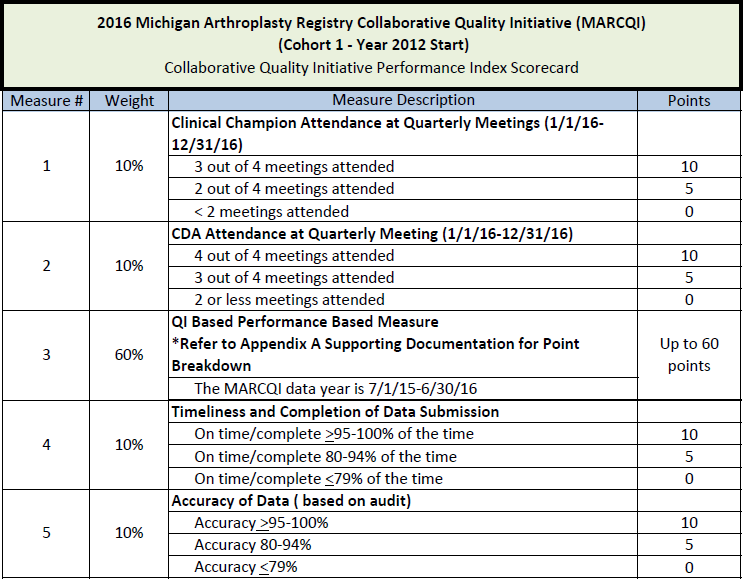 2016 Michigan Arthroplasty Registry Collaborative Quality Initiative (MARCQI)
(Cohort 1 - Year 2012 Start)
Collaborative Quality Initiative Performance Index Scorecard
Measure # Weight Measure Description Points
1 10% Clinical Champion Attendance at Quarterly Meetings (1/1/16-
12/31/16)
3 out of 4 meetings attended 10
2 out of 4 meetings attended 5
< 2 meetings attended 0
2 10% CDA Attendance at Quarterly Meeting (1/1/16-12/31/16)
4 out of 4 meetings attended 10
3 out of 4 meetings attended 5
2 or less meetings attended 0
3 60% QI Based Performance Based Measure
*Refer to Appendix A Supporting Documentation for Point
Breakdown
Up to 60
points
The MARCQI data year is 7/1/15-6/30/16
4 10% Timeliness and Completion of Data Submission
On time/complete >95-100% of the time 10
On time/complete 80-94% of the time 5
On time/complete <79% of the time 0
5 10% Accuracy of Data ( based on audit)
Accuracy >95-100% 10
Accuracy 80-94% 5
Accuracy <79% 0